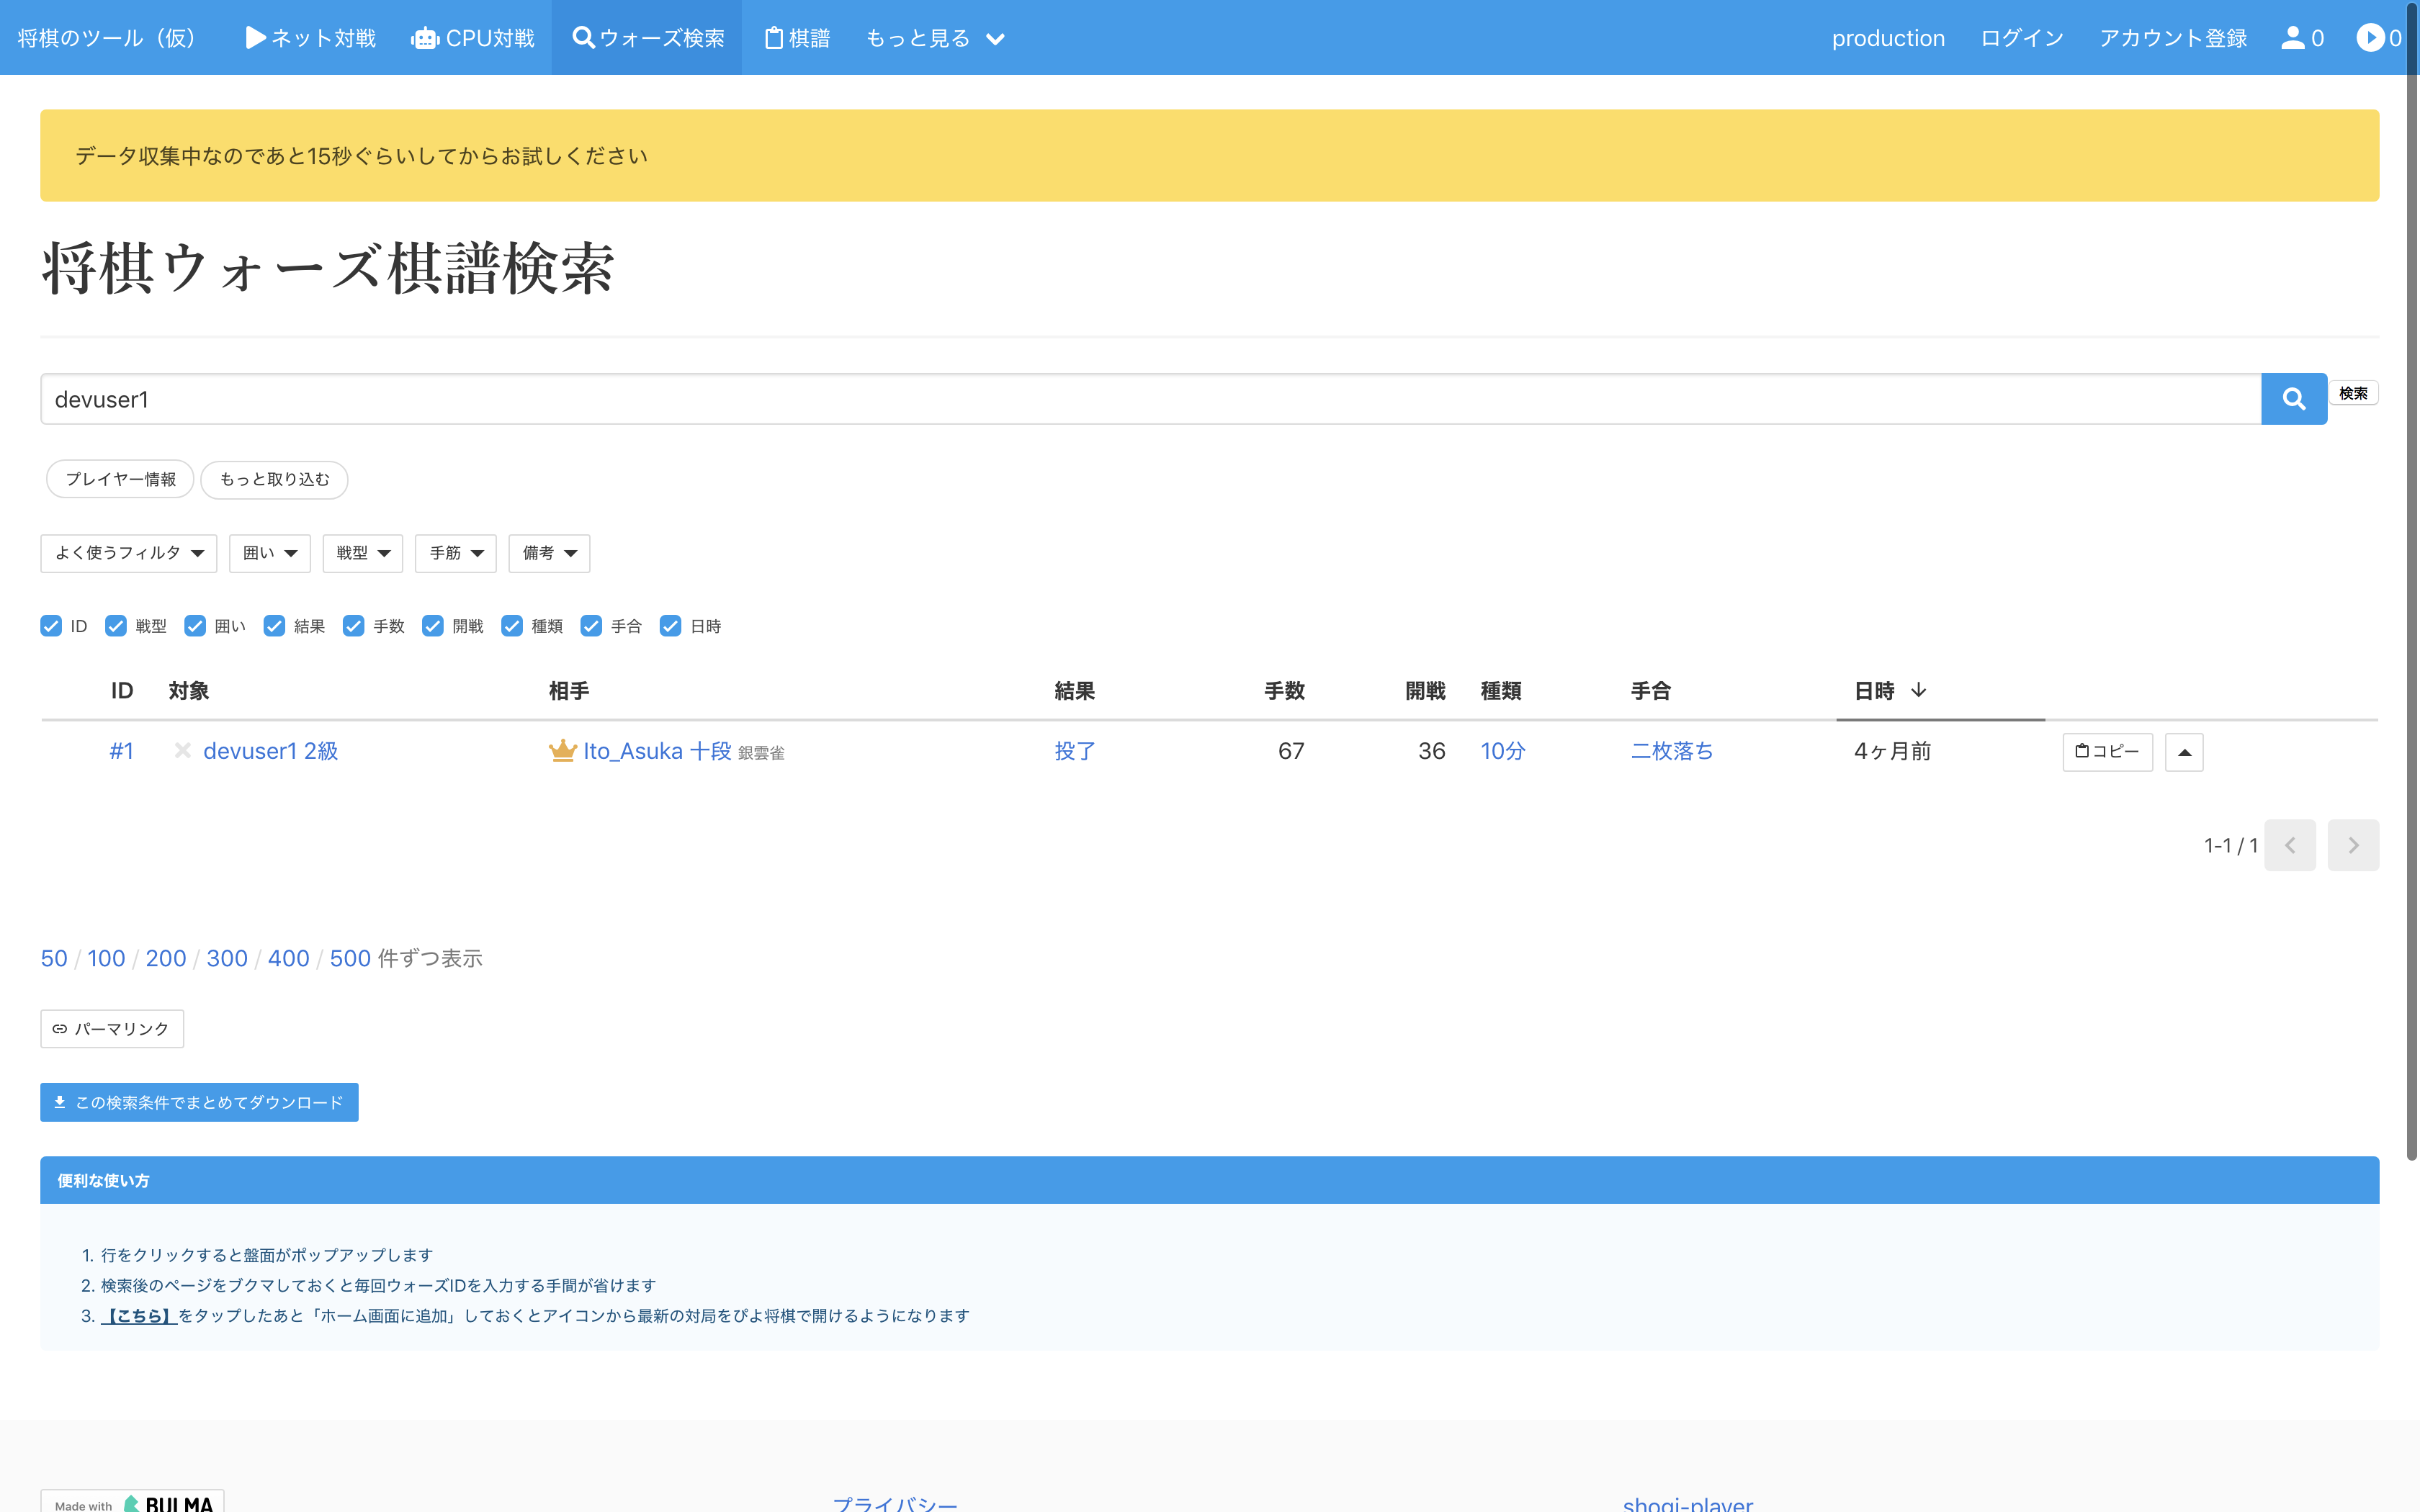 将棋のツール（仮） ネット対戦 CPU対戦 ウォーズ検索 棋譜 もっと見る production ログイン アカウント登録 0 0
データ収集中なのであと15秒ぐらいしてからお試しください
将棋ウォーズ棋譜検索
devuser1 検索
プレイヤー情報 もっと取り込む
よく使うフィルタ 囲い 戦型 手筋 備考
ID 戦型 囲い 結果 手数 開戦 種類 手合 日時
ID 対象 相手 結果 手数 開戦 種類 手合 日時
#1 devuser1 2級 Ito_Asuka 十段 銀雲雀 投了 67 36 10分 二枚落ち 4ヶ月前 コピー
1-1 / 1
50 / 100 / 200 / 300 / 400 / 500 件ずつ表示
パーマリンク
この検索条件でまとめてダウンロード
便利な使い方
1. 行をクリックすると盤面がポップアップします
2. 検索後のページをブクマしておくと毎回ウォーズIDを入力する手間が省けます
3. 【こちら】をタップしたあと「ホーム画面に追加」しておくとアイコンから最新の対局をぴよ将棋で開けるようになります
Made with BULMA プライバシー shogi-player